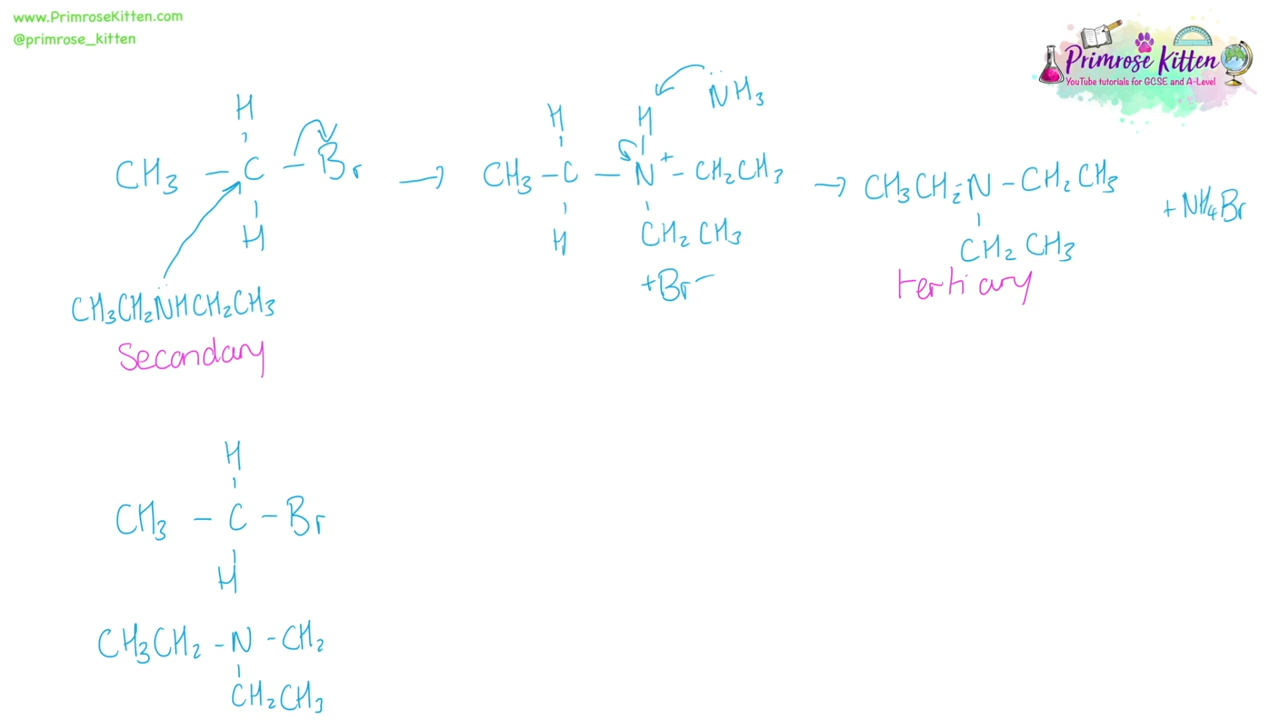 www.PrimroseKitten.com
@primrose_kitten
Primrose Kitten
YouTube tutorials for GCSE and A-Level
H
CH₃ – C – Br
H
CH₃CH₂NHCH₂CH₃
Secondary
→
H H NH₃
CH₃ – C – N⁺ – CH₂CH₃
H CH₂CH₃
+Br⁻
→
CH₃CH₂–N – CH₂CH₃
CH₂CH₃
tertiary
+ NH₄Br
H
CH₃ – C – Br
H
CH₃CH₂ – N – CH₂
CH₂CH₃